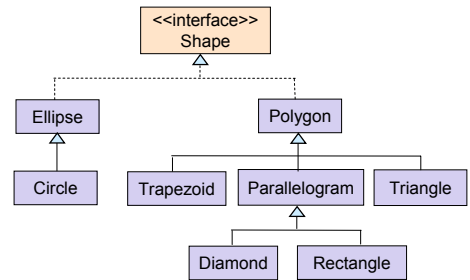 <<interface>>
Shape
Ellipse
Polygon
Circle
Trapezoid
Parallelogram
Triangle
Diamond
Rectangle